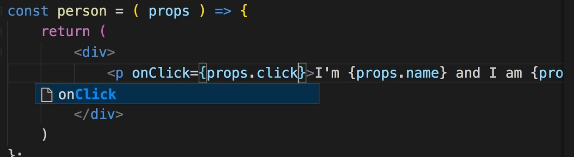 const person = ( props ) => {
return (
<div>
<p onClick={props.click}>I'm {props.name} and I am {pro
onClick
</div>
)
};